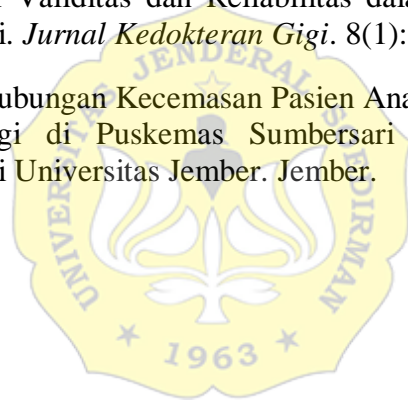 Validitas dan Reliabilitas
i. Jurnal Kedokteran Gigi. 8(1):
ubungan Kecemasan Pasien Ana
gi di Puskemas Sumbersari
i Universitas Jember. Jember.
JENDERAL SOEDIRMAN
UNIVERSITAS
★ 1963 ★